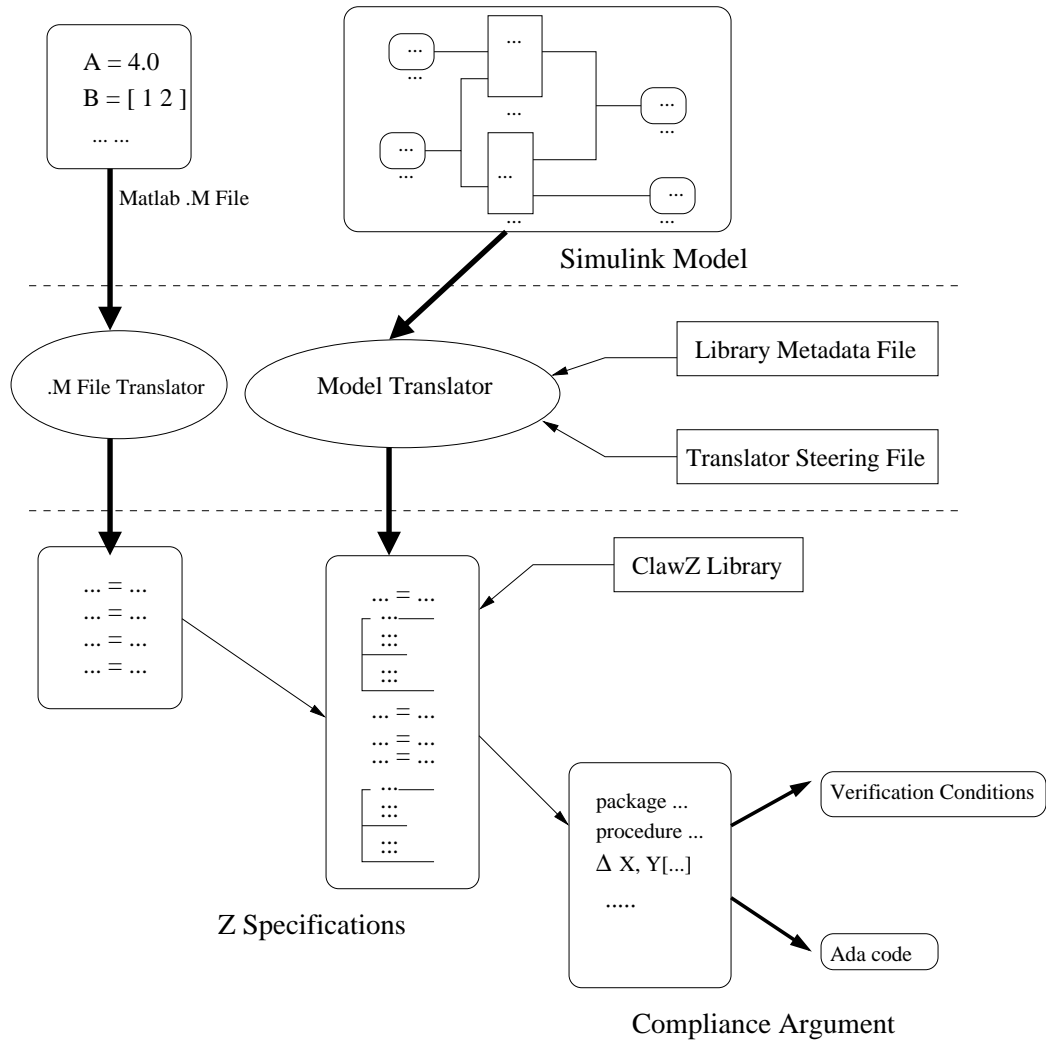 A = 4.0
B = [ 1 2 ]
... ...
Matlab .M File
...
...
...
...
...
...
...
...
...
...
...
...
Simulink Model
.M File Translator
Model Translator
Library Metadata File
Translator Steering File
... = ...
... = ...
... = ...
... = ...
ClawZ Library
... = ...
...
:::
:::
... = ...
... = ...
... = ...
...
:::
:::
Z Specifications
package ...
procedure ...
Δ X, Y[...]
.....
Verification Conditions
Ada code
Compliance Argument